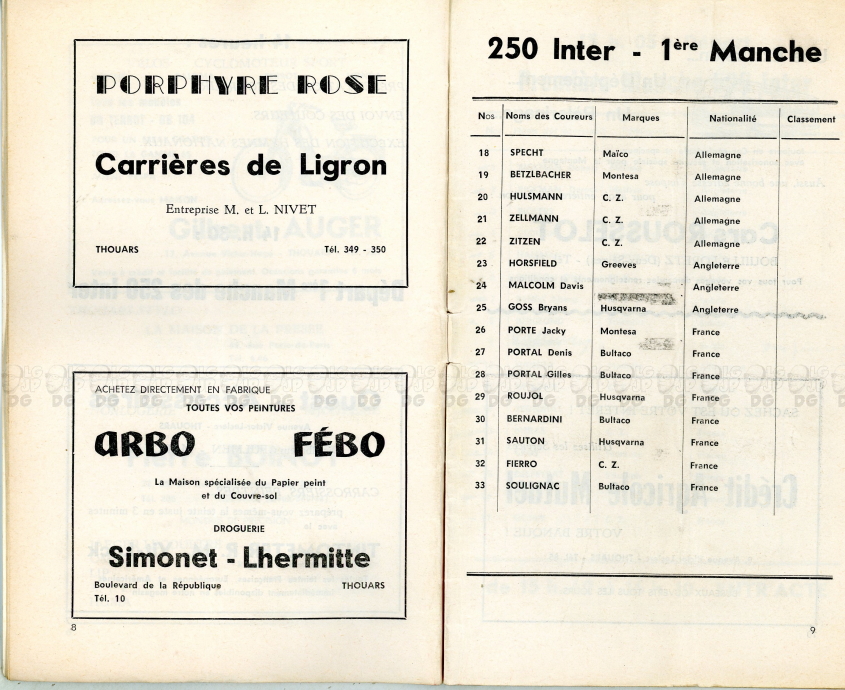 PORPHYRE ROSE
Carrières de Ligron
Entreprise M. et L. NIVET
THOUARS Tél. 349 - 350
ACHETEZ DIRECTEMENT EN FABRIQUE
TOUTES VOS PEINTURES
ARBO FÉBO
La Maison spécialisée du Papier peint
et du Couvre-sol
DROGUERIE
Simonet - Lhermitte
Boulevard de la République THOUARS
Tél. 10
8
250 Inter - 1ère Manche
Nos Noms des Coureurs Marques Nationalité Classement
18 SPECHT Maïco Allemagne
19 BETZLBACHER Montesa Allemagne
20 HULSMANN C. Z. Allemagne
21 ZELLMANN C. Z. Allemagne
22 ZITZEN C. Z. Allemagne
23 HORSFIELD Greeves Angleterre
24 MALCOLM Davis Angleterre
25 GOSS Bryans Husqvarna Angleterre
26 PORTE Jacky Montesa France
27 PORTAL Denis Bultaco France
28 PORTAL Gilles Bultaco France
29 ROUJOL Husqvarna France
30 BERNARDINI Bultaco France
31 SAUTON Husqvarna France
32 FIERRO C. Z. France
33 SOULIGNAC Bultaco France
9